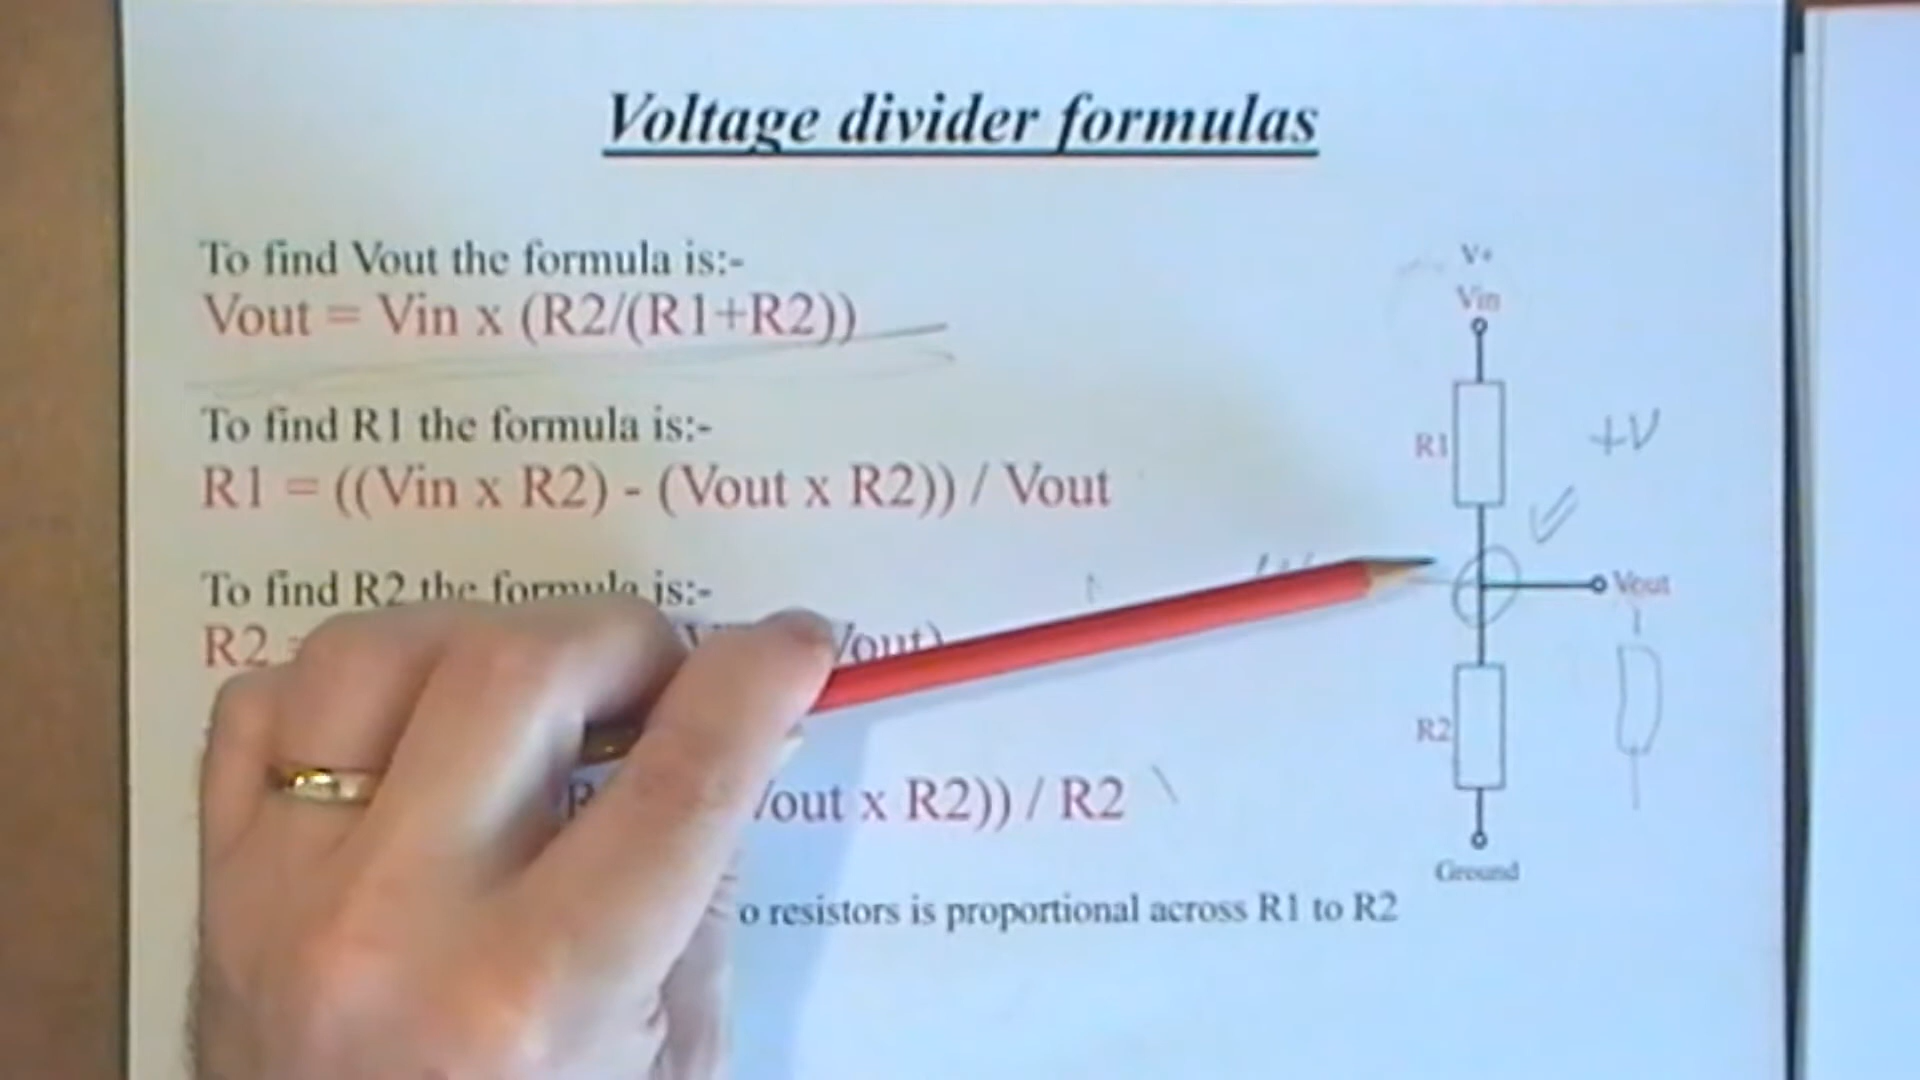 Voltage divider formulas
To find Vout the formula is:-
Vout = Vin x (R2/(R1+R2))
To find R1 the formula is:-
R1 = ((Vin x R2) - (Vout x R2)) / Vout
To find R2 the formula is:-
R2 =
Vout)
Vout x R2)) / R2
resistors is proportional across R1 to R2
V+
Vin
R1
+V
Vout
R2
Ground